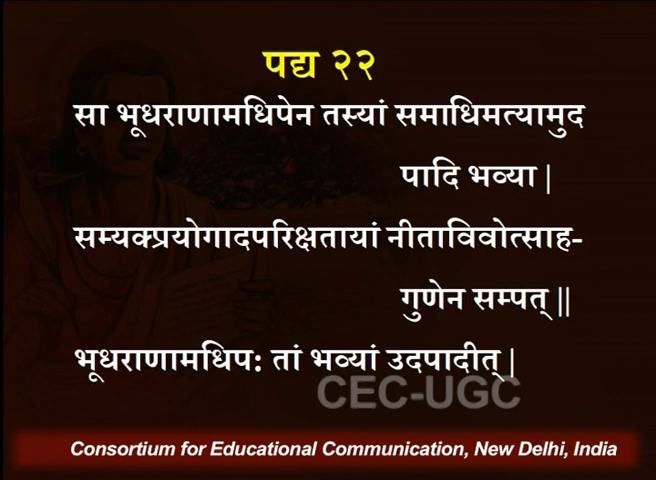 पद्य २२
सा भूधराणामधिपेन तस्यां समाधिमत्यामुद
पादि भव्या |
सम्यक्प्रयोगादपरिक्षतायां नीताविवोत्साह-
गुणेन सम्पत् ||
भूधराणामधिप: तां भव्यां उदपादीत् |
CEC-UGC
Consortium for Educational Communication, New Delhi, India